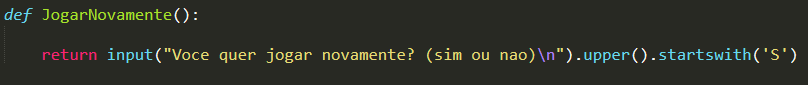 def JogarNovamente():
return input("Voce quer jogar novamente? (sim ou nao)\n").upper().startswith('S')